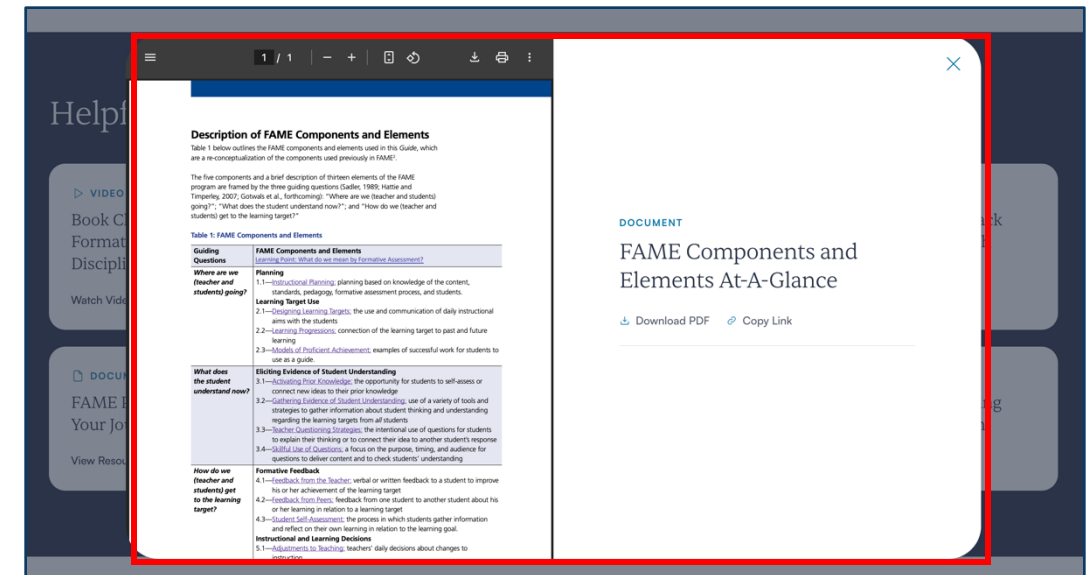 1 / 1
Description of FAME Components and Elements
Table 1 below outlines the FAME components and elements used in this Guide, which
are a re-conceptualization of the components used previously in FAME².
The five components and a brief description of thirteen elements of the FAME
program are framed by the three guiding questions (Sadler, 1989; Hattie and
Timperley, 2007; Gotwals et al., forthcoming): "Where are we (teacher and students)
going?"; "What does the student understand now?"; and "How do we (teacher and
students) get to the learning target?"
Table 1: FAME Components and Elements
Guiding
Questions
FAME Components and Elements
Learning Point: What do we mean by Formative Assessment?
Where are we
(teacher and
students) going?
Planning
1.1—Instructional Planning: planning based on knowledge of the content,
standards, pedagogy, formative assessment process, and students.
Learning Target Use
2.1—Designing Learning Targets: the use and communication of daily instructional
aims with the students
2.2—Learning Progressions: connection of the learning target to past and future
learning
2.3—Models of Proficient Achievement: examples of successful work for students to
use as a guide.
What does
the student
understand now?
Eliciting Evidence of Student Understanding
3.1—Activating Prior Knowledge: the opportunity for students to self-assess or
connect new ideas to their prior knowledge
3.2—Gathering Evidence of Student Understanding: use of a variety of tools and
strategies to gather information about student thinking and understanding
regarding the learning targets from all students
3.3—Teacher Questioning Strategies: the intentional use of questions for students
to explain their thinking or to connect their idea to another student's response
3.4—Skillful Use of Questions: a focus on the purpose, timing, and audience for
questions to deliver content and to check students' understanding
How do we
(teacher and
students) get
to the learning
target?
Formative Feedback
4.1—Feedback from the Teacher: verbal or written feedback to a student to improve
his or her achievement of the learning target
4.2—Feedback from Peers: feedback from one student to another student about his
or her learning in relation to a learning target
4.3—Student Self-Assessment: the process in which students gather information
and reflect on their own learning in relation to the learning goal.
Instructional and Learning Decisions
5.1—Adjustments to Teaching: teachers' daily decisions about changes to
instruction
DOCUMENT
FAME Components and
Elements At-A-Glance
Download PDF
Copy Link
Helpf
VIDEO
Book C
Format
Discipli
Watch Vide
DOCU
FAME
Your Jo
View Resou